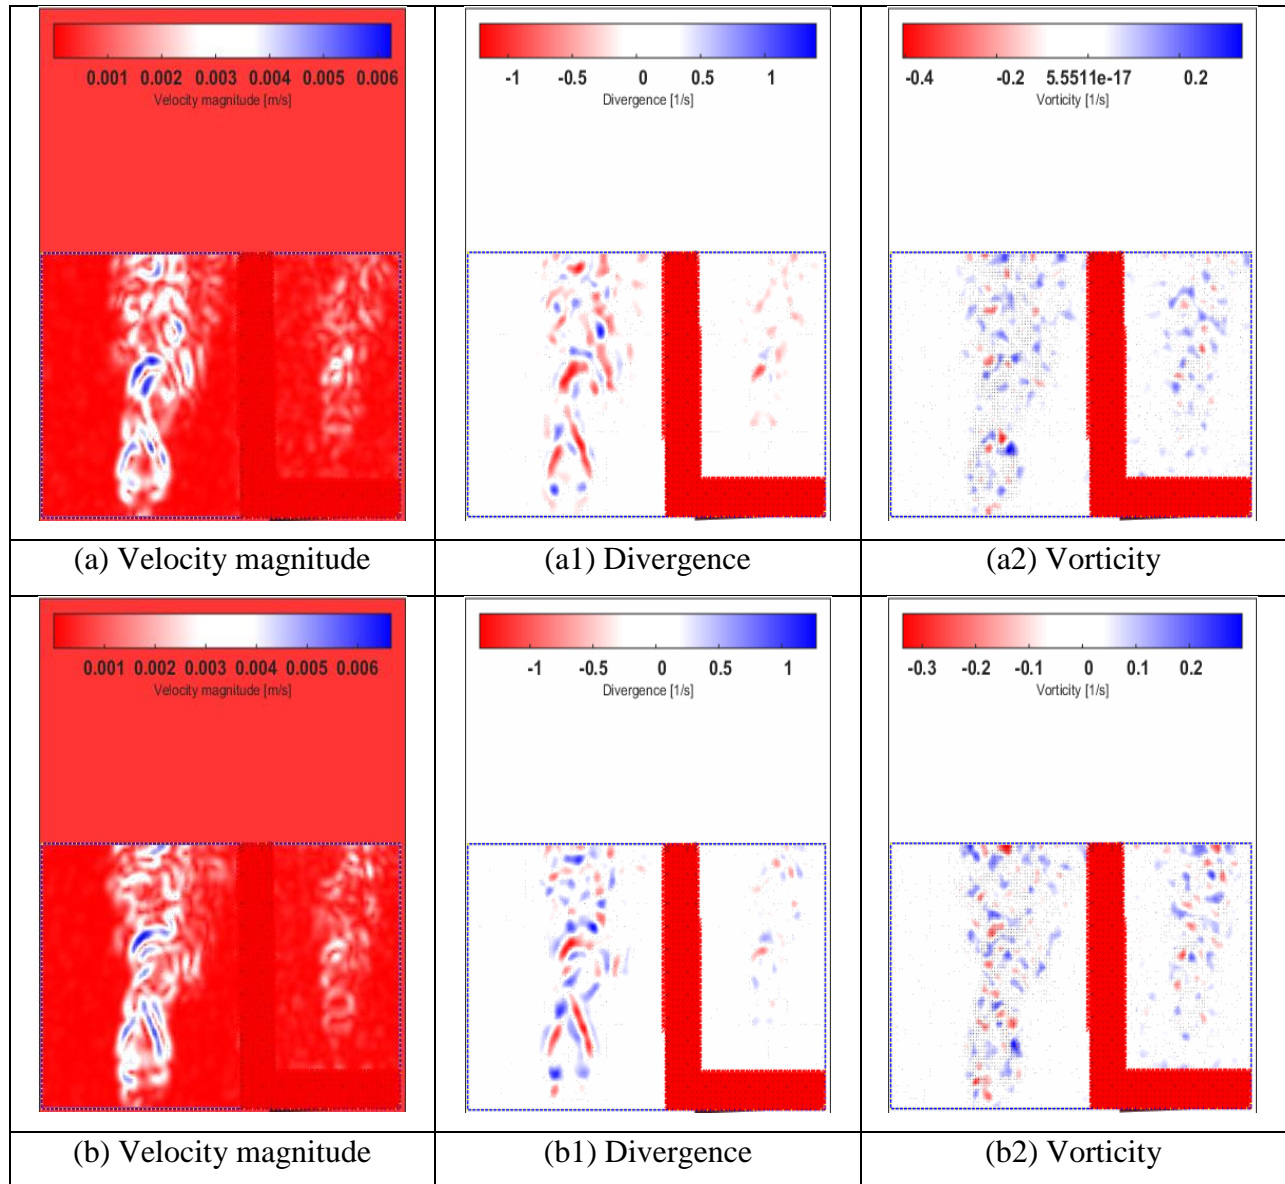 0.001 0.002 0.003 0.004 0.005 0.006
Velocity magnitude [m/s]
-1 -0.5 0 0.5 1
Divergence [1/s]
-0.4 -0.2 5.5511e-17 0.2
Vorticity [1/s]
(a) Velocity magnitude
(a1) Divergence
(a2) Vorticity
0.001 0.002 0.003 0.004 0.005 0.006
Velocity magnitude [m/s]
-1 -0.5 0 0.5 1
Divergence [1/s]
-0.3 -0.2 -0.1 0 0.1 0.2
Vorticity [1/s]
(b) Velocity magnitude
(b1) Divergence
(b2) Vorticity